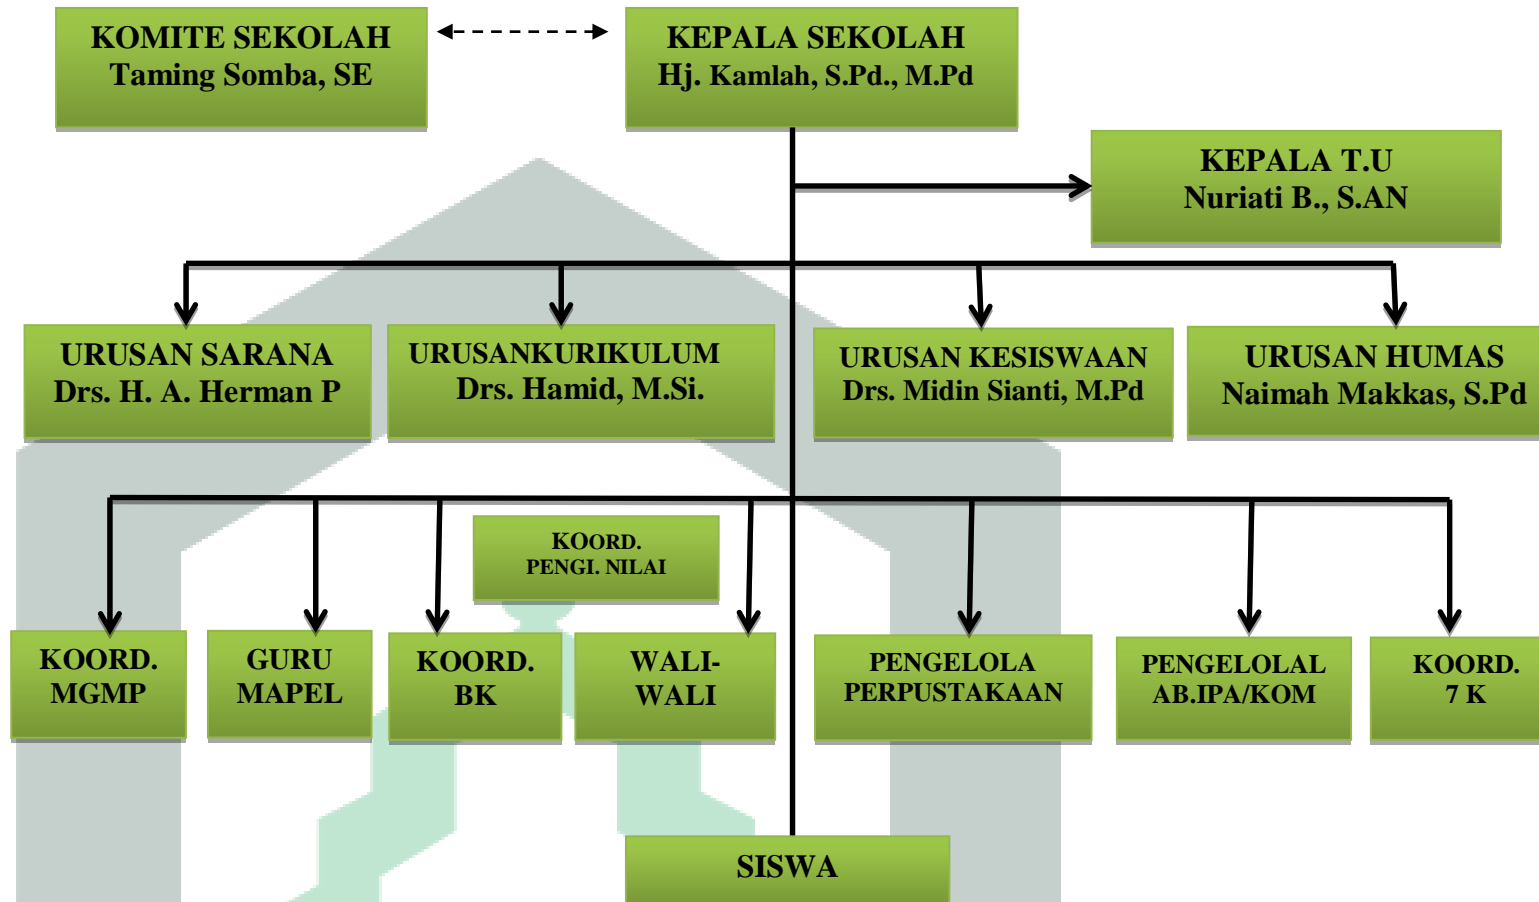 KOMITE SEKOLAH
Taming Somba, SE
KEPALA SEKOLAH
Hj. Kamlah, S.Pd., M.Pd
KEPALA T.U
Nuriati B., S.AN
URUSAN SARANA
Drs. H. A. Herman P
URUSANKURIKULUM
Drs. Hamid, M.Si.
URUSAN KESISWAAN
Drs. Midin Sianti, M.Pd
URUSAN HUMAS
Naimah Makkas, S.Pd
KOORD.
PENGI. NILAI
KOORD.
MGMP
GURU
MAPEL
KOORD.
BK
WALI-
WALI
PENGELOLA
PERPUSTAKAAN
PENGELOLAL
AB.IPA/KOM
KOORD.
7 K
SISWA